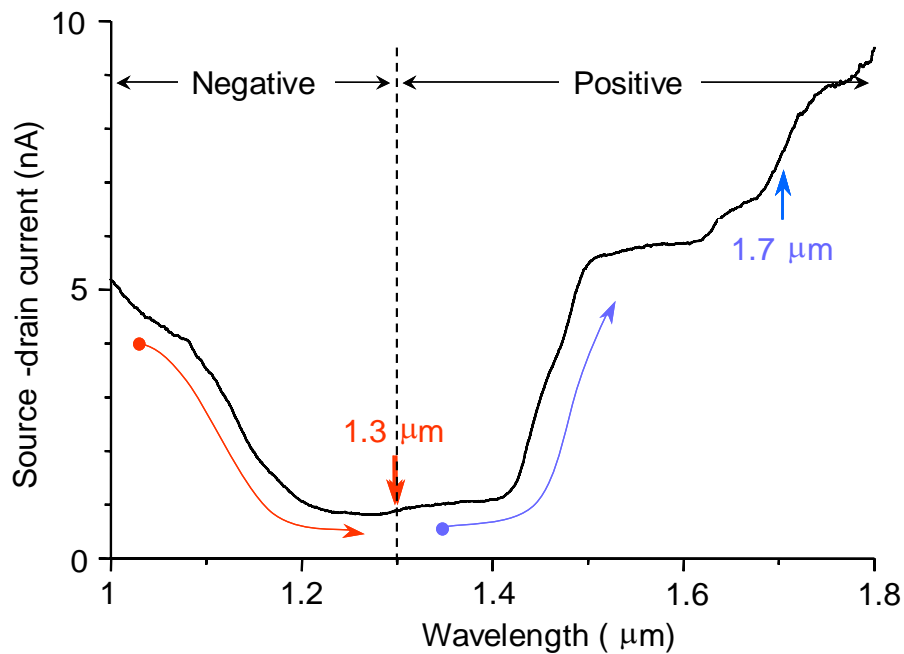 10
Negative
Positive
Source -drain current (nA)
1.7 μm
5
1.3 μm
0
1
1.2
1.4
1.6
1.8
Wavelength ( μm)